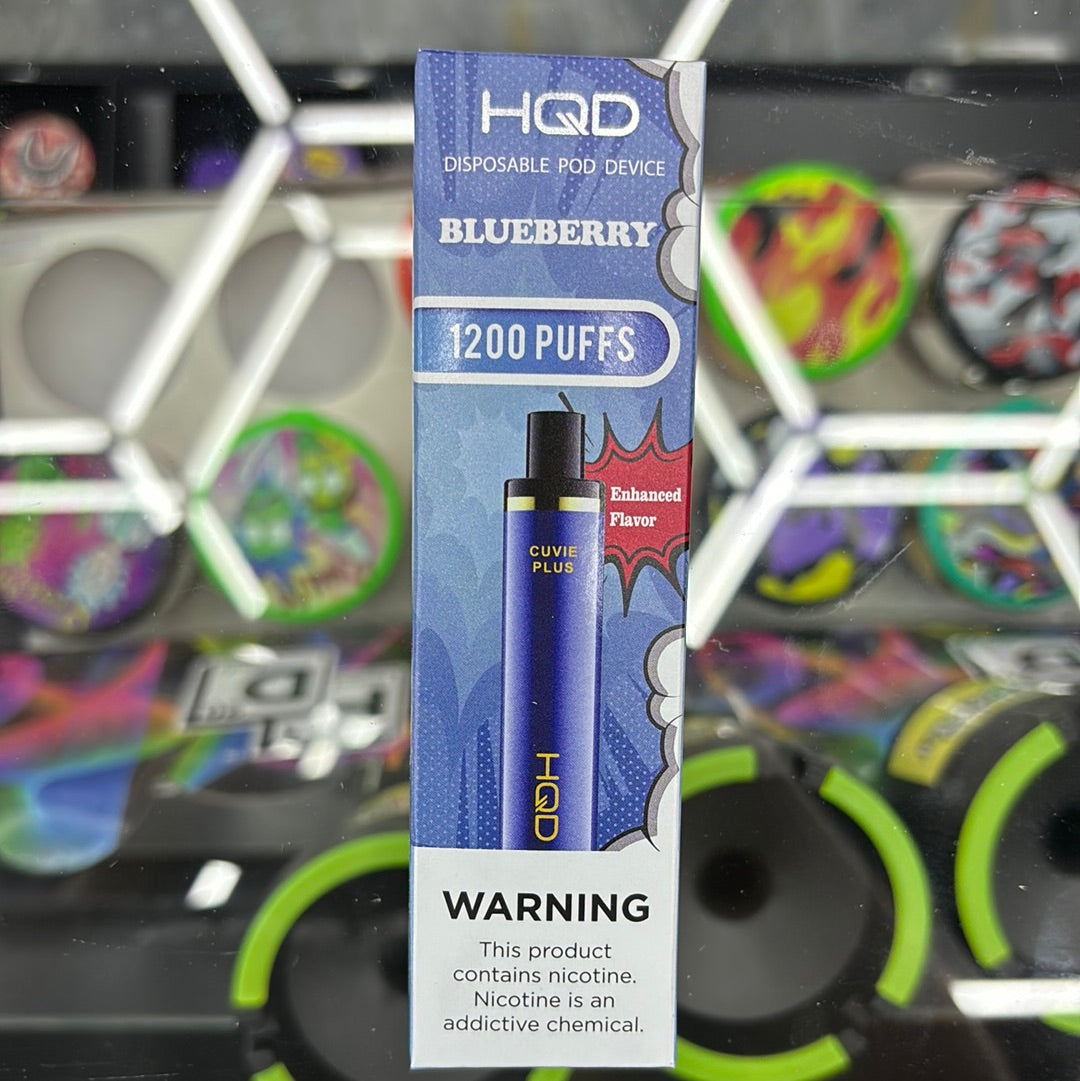 HQD
DISPOSABLE POD DEVICE
BLUEBERRY
1200 PUFFS
Enhanced
Flavor
CUVIE
PLUS
HQD
WARNING
This product
contains nicotine.
Nicotine is an
addictive chemical.